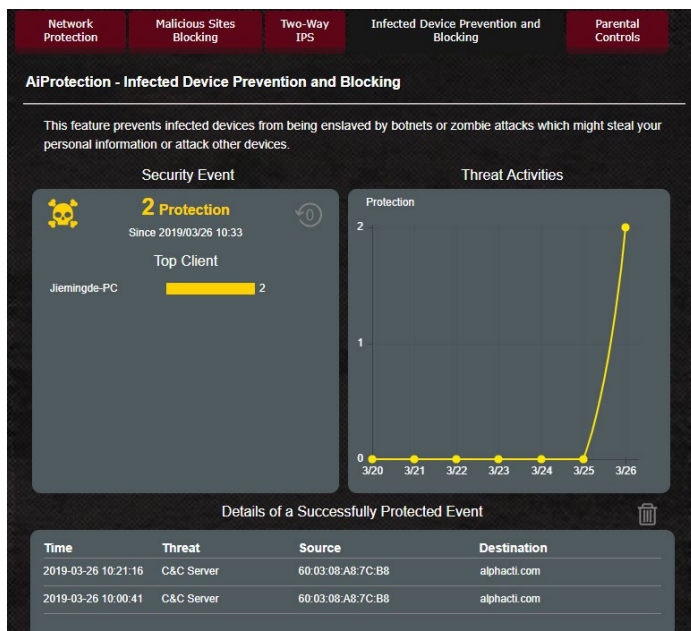 Network Protection
Malicious Sites Blocking
Two-Way IPS
Infected Device Prevention and Blocking
Parental Controls
AiProtection - Infected Device Prevention and Blocking
This feature prevents infected devices from being enslaved by botnets or zombie attacks which might steal your
personal information or attack other devices.
Security Event
2 Protection
0
Since 2019/03/26 10:33
Top Client
Jiemingde-PC 2
Threat Activities
Protection
2
1
0
3/20 3/21 3/22 3/23 3/24 3/25 3/26
Details of a Successfully Protected Event
Time Threat Source Destination
2019-03-26 10:21:16 C&C Server 60:03:08:A8:7C:B8 alphacti.com
2019-03-26 10:00:41 C&C Server 60:03:08:A8:7C:B8 alphacti.com